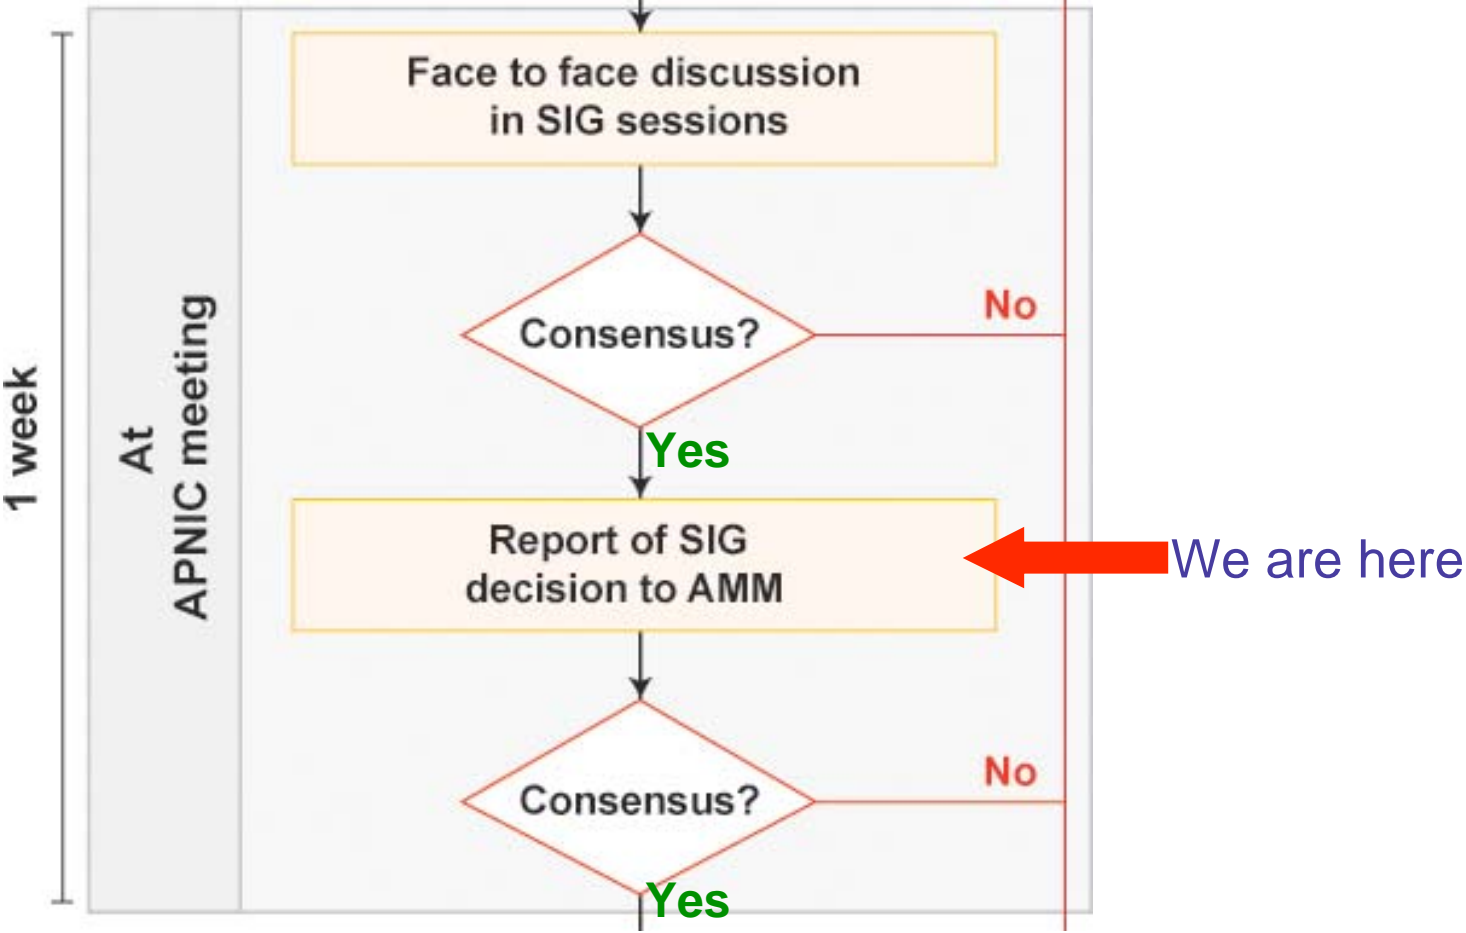 1 week
At
APNIC meeting
Face to face discussion
in SIG sessions
Consensus?
No
Yes
Report of SIG
decision to AMM
We are here
Consensus?
No
Yes